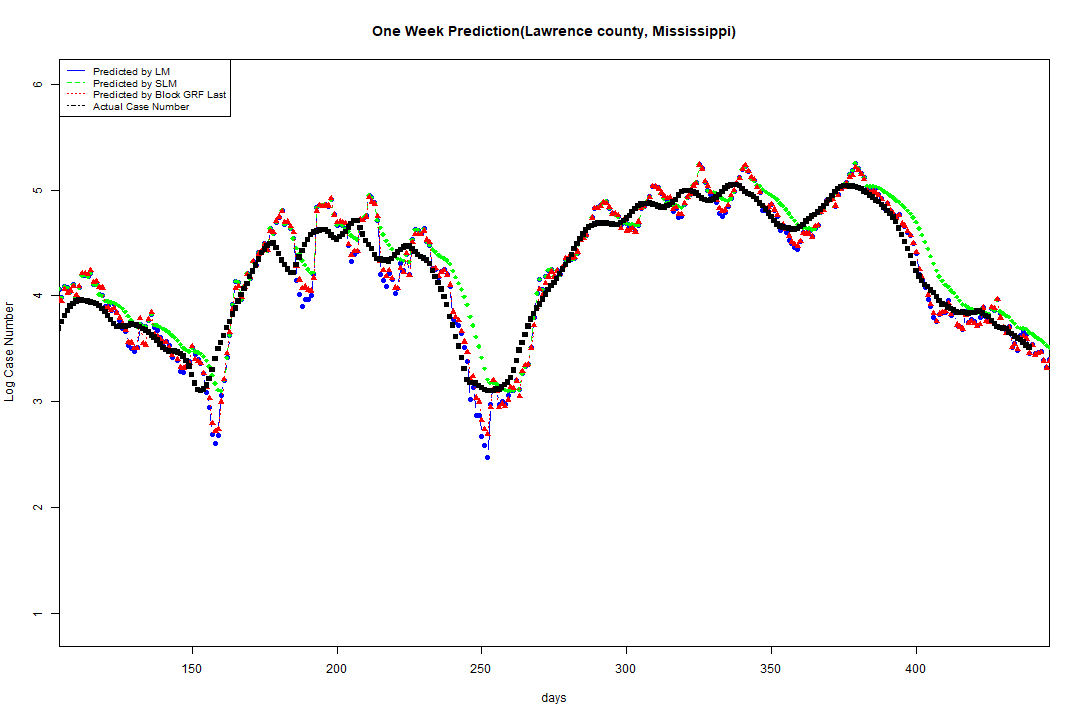 One Week Prediction(Lawrence county, Mississippi)
Predicted by LM
Predicted by SLM
Predicted by Block GRF Last
Actual Case Number
6
5
4
3
2
1
Log Case Number
150 200 250 300 350 400
days